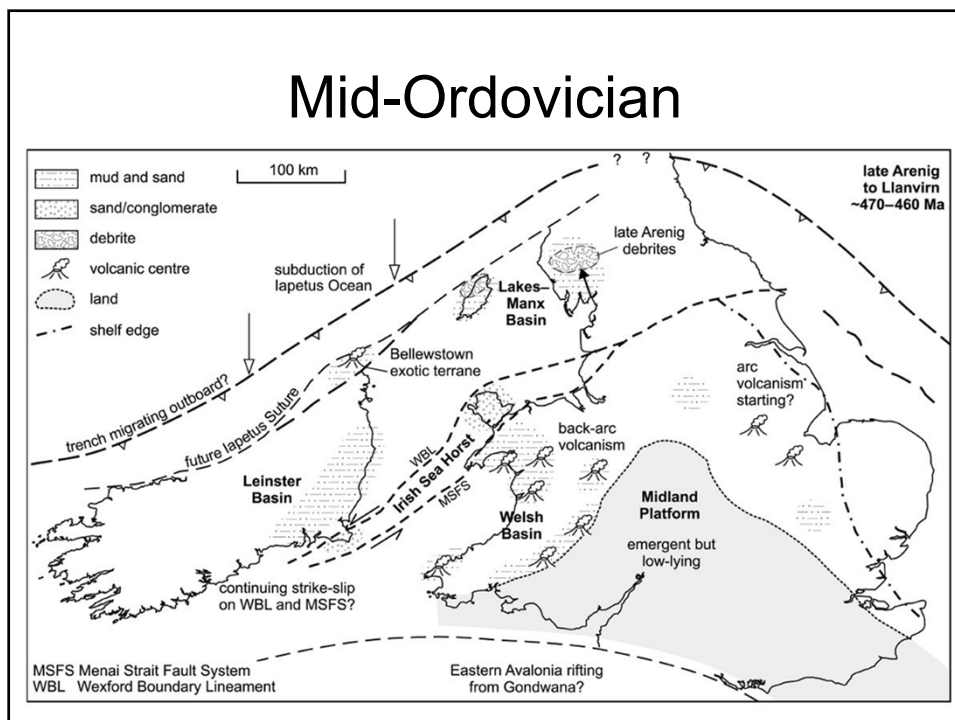 Mid-Ordovician
mud and sand
sand/conglomerate
debrite
volcanic centre
land
shelf edge
100 km
? ?
late Arenig
to Llanvirn
~470–460 Ma
subduction of
Iapetus Ocean
late Arenig
debrites
Lakes–
Manx
Basin
Bellewstown
exotic terrane
trench migrating outboard?
future Iapetus Suture
arc
volcanism
starting?
back-arc
volcanism
WBL
Irish Sea Horst
MSFS
Leinster
Basin
Welsh
Basin
Midland
Platform
emergent but
low-lying
continuing strike-slip
on WBL and MSFS?
MSFS Menai Strait Fault System
WBL Wexford Boundary Lineament
Eastern Avalonia rifting
from Gondwana?